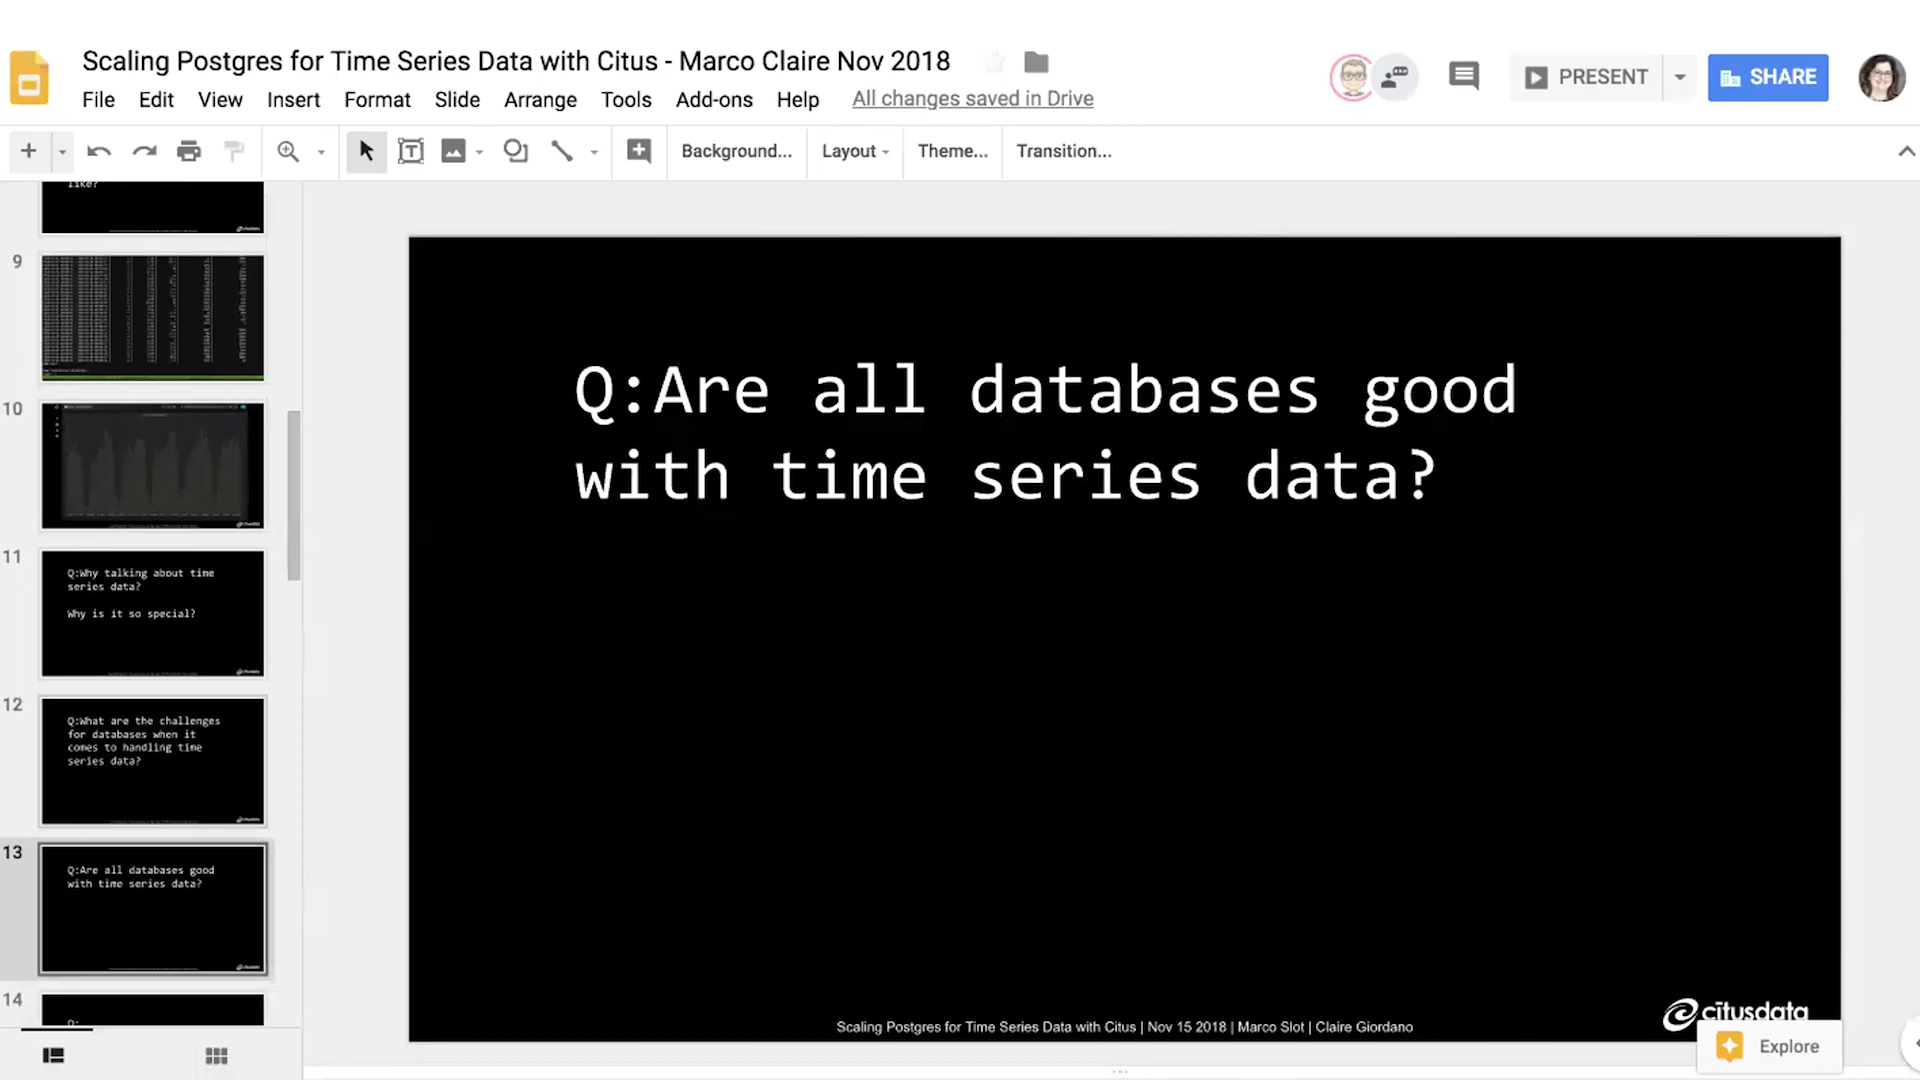 Scaling Postgres for Time Series Data with Citus - Marco Claire Nov 2018
File Edit View Insert Format Slide Arrange Tools Add-ons Help All changes saved in Drive
PRESENT
SHARE
Background... Layout Theme... Transition...
like?
citusdata
9
10
11
Q:Why talking about time
series data?
Why is it so special?
citusdata
12
Q:What are the challenges
for databases when it
comes to handling time
series data?
citusdata
13
Q:Are all databases good
with time series data?
citusdata
14
Q:
Q:Are all databases good
with time series data?
citusdata
Scaling Postgres for Time Series Data with Citus | Nov 15 2018 | Marco Slot | Claire Giordano
Explore